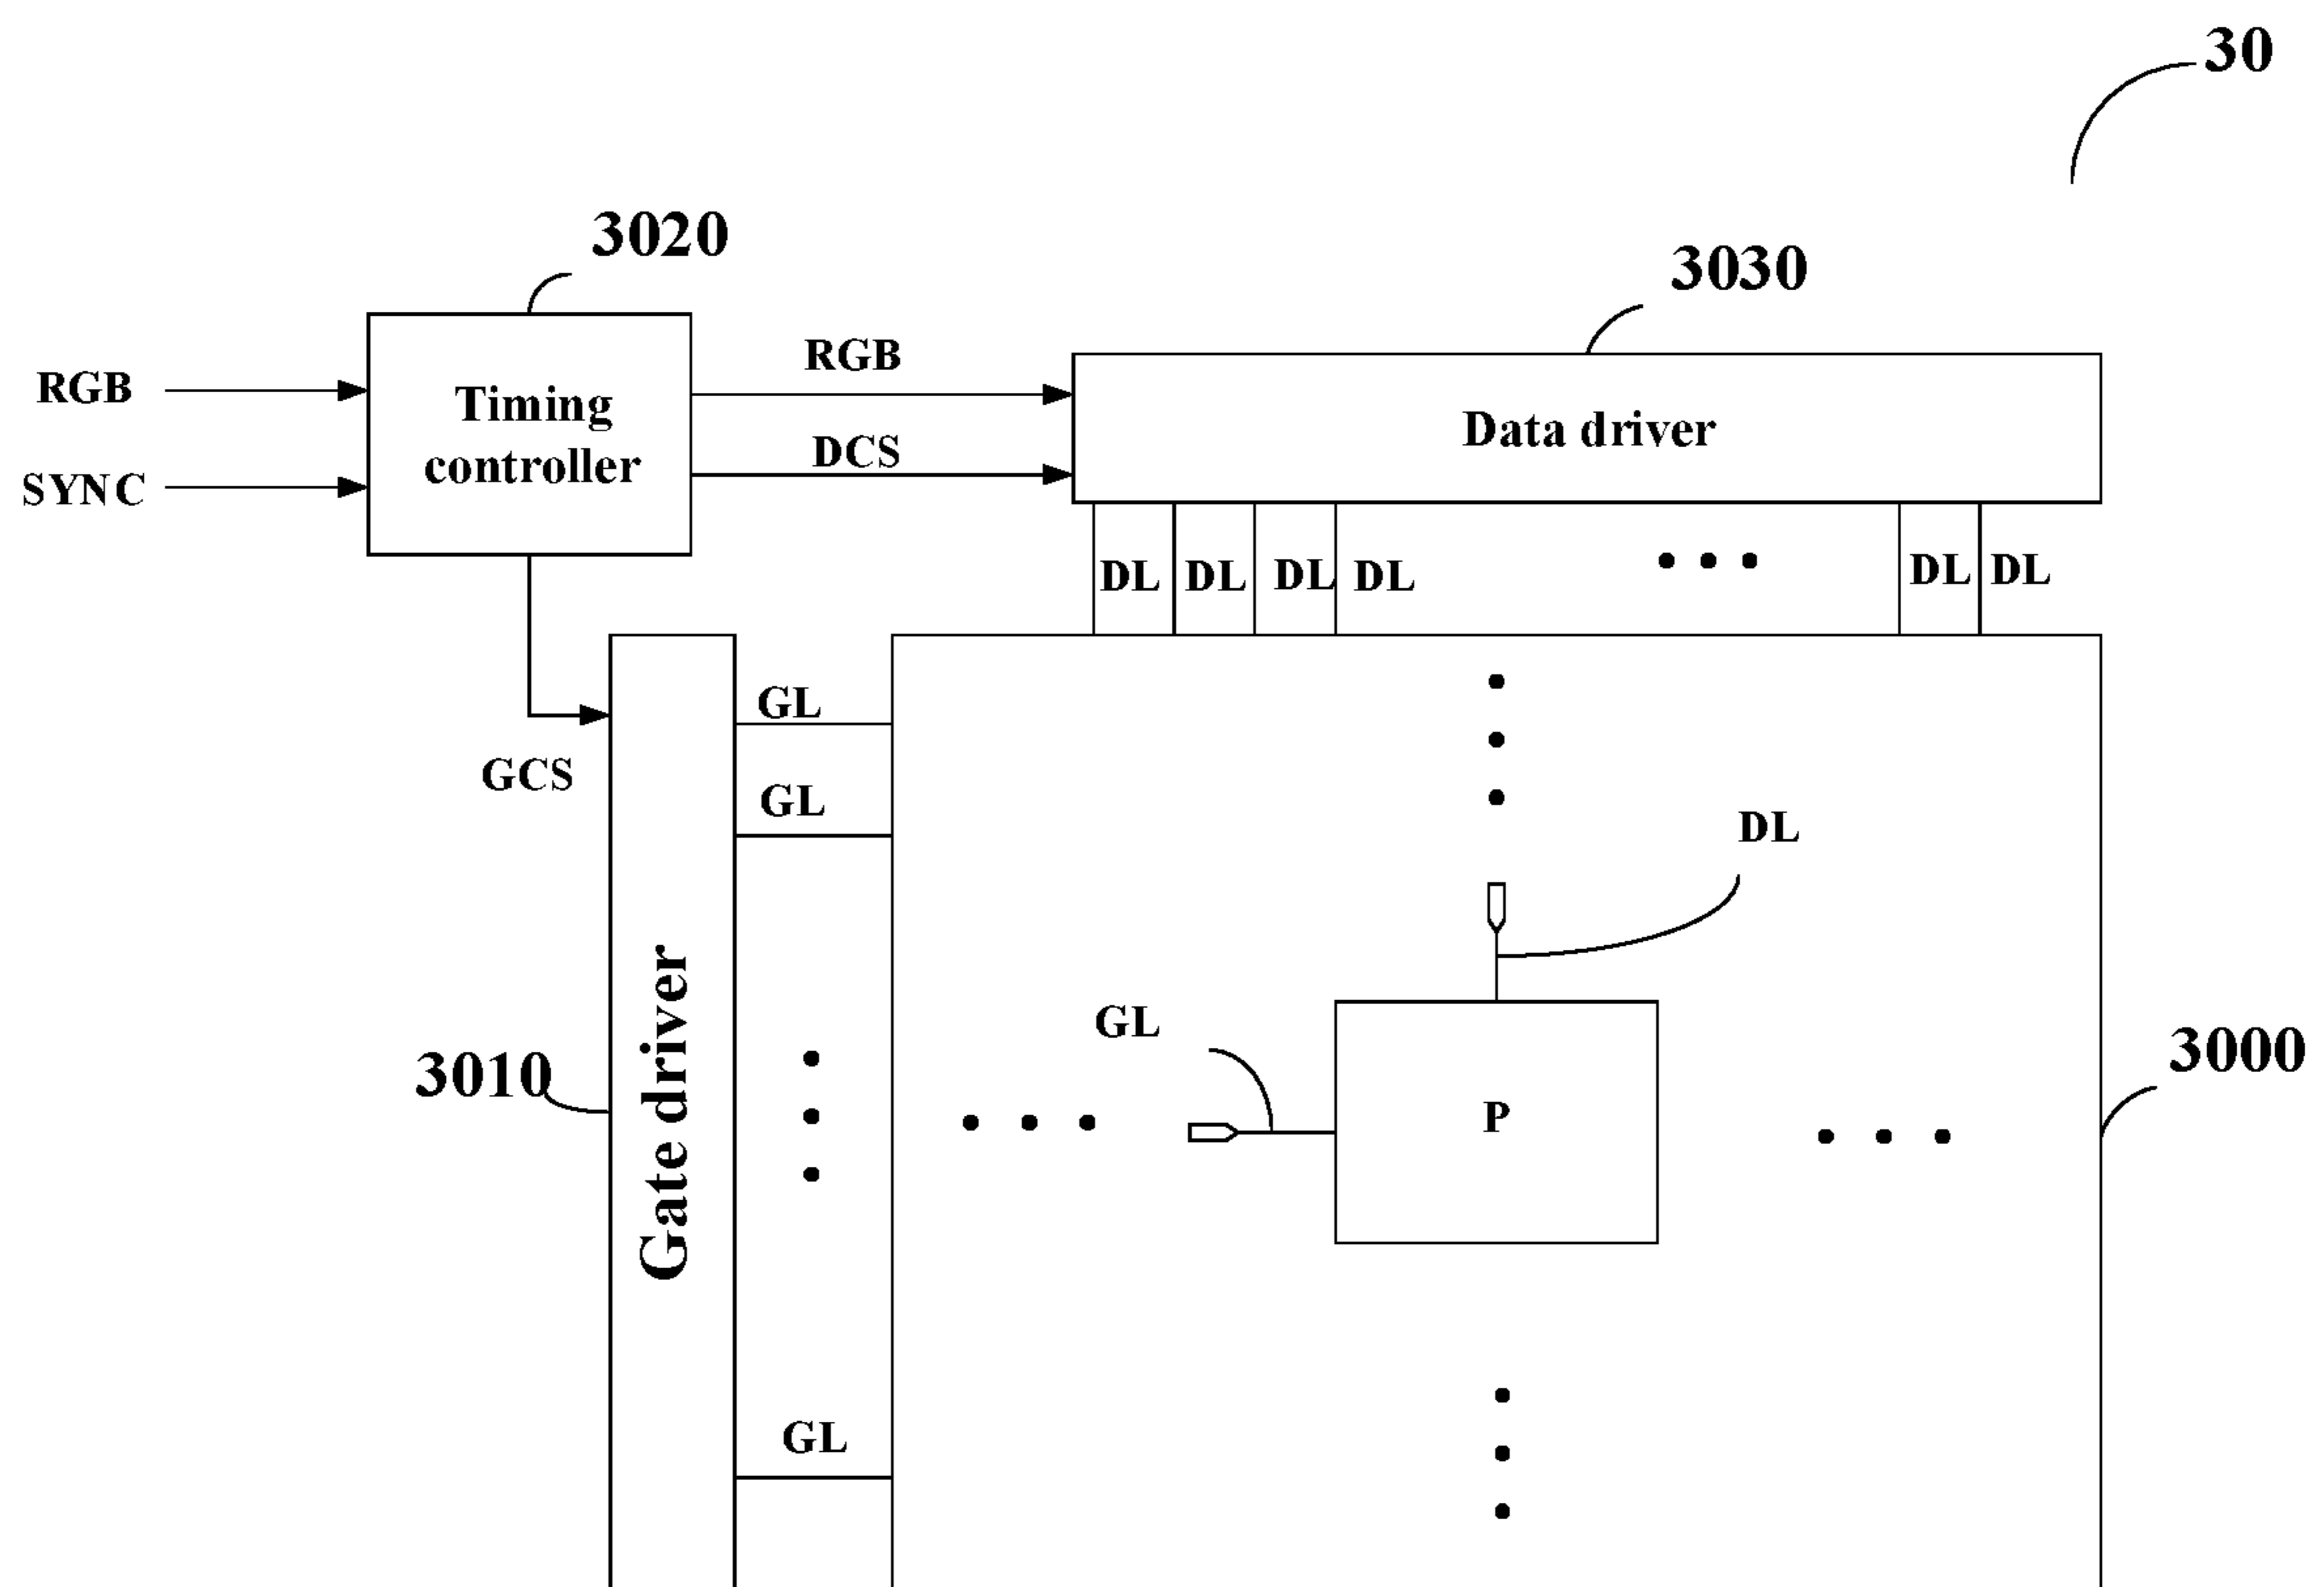 30
3020
3030
RGB
RGB
Timing
controller
Data driver
DCS
SYNC
DL DL DL DL DL DL
GL
GCS
GL
DL
Gate driver
GL
3010
3000
P
GL